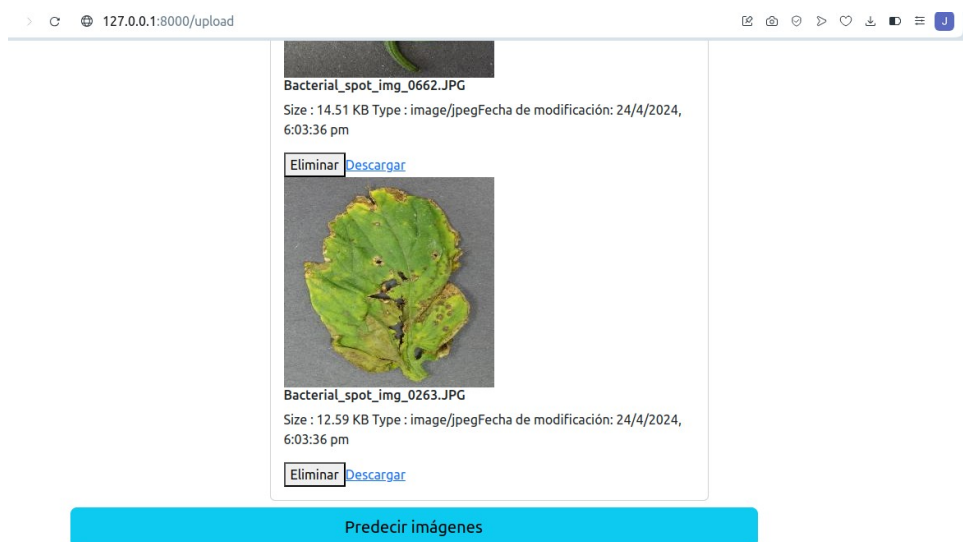 127.0.0.1:8000/upload
J
Bacterial_spot_img_0662.JPG
Size : 14.51 KB Type : image/jpegFecha de modificación: 24/4/2024,
6:03:36 pm
Eliminar Descargar
Bacterial_spot_img_0263.JPG
Size : 12.59 KB Type : image/jpegFecha de modificación: 24/4/2024,
6:03:36 pm
Eliminar Descargar
Predecir imágenes